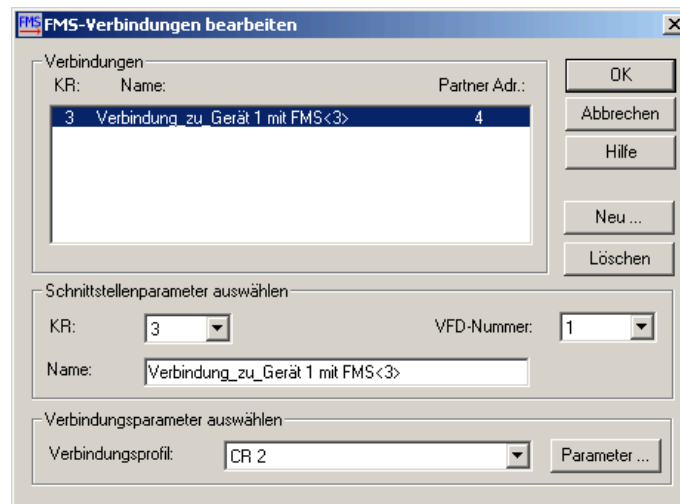 FMS FMS-Verbindungen bearbeiten
Verbindungen
KR: Name: Partner Adr.:
3 Verbindung_zu_Gerät 1 mit FMS<3> 4
OK
Abbrechen
Hilfe
Neu ...
Löschen
Schnittstellenparameter auswählen
KR: 3 VFD-Nummer: 1
Name: Verbindung_zu_Gerät 1 mit FMS<3>
Verbindungsparameter auswählen
Verbindungsprofil: CR 2 Parameter ...